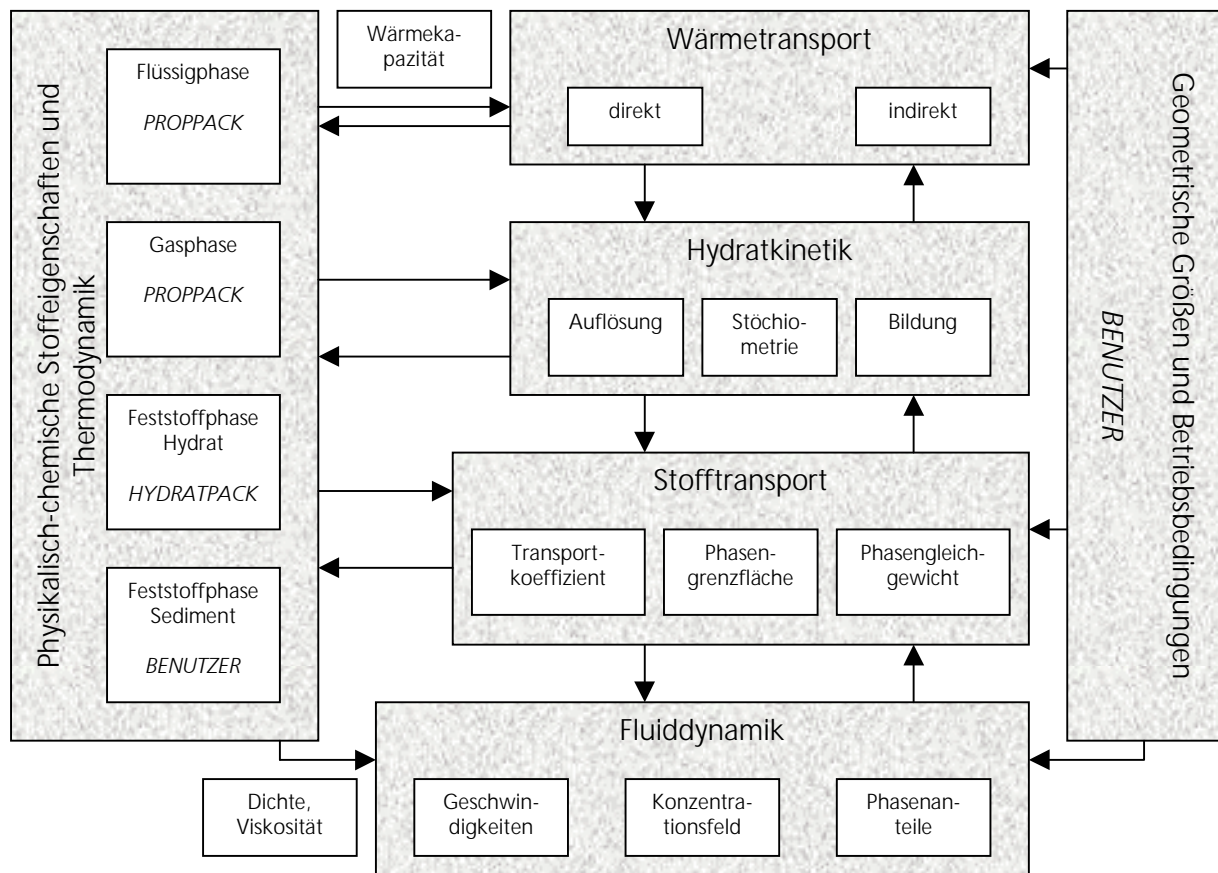 Physikalisch-chemische Stoffeigenschaften und
Thermodynamik
Flüssigphase
PROPPACK
Gasphase
PROPPACK
Feststoffphase
Hydrat
HYDRATPACK
Feststoffphase
Sediment
BENUTZER
Wärmeka-
pazität
Wärmetransport
direkt
indirekt
Hydratkinetik
Auflösung
Stöchio-
metrie
Bildung
Stofftransport
Transport-
koeffizient
Phasen-
grenzfläche
Phasengleich-
gewicht
Fluiddynamik
Dichte,
Viskosität
Geschwin-
digkeiten
Konzentra-
tionsfeld
Phasenan-
teile
Geometrische Größen und Betriebsbedingungen
BENUTZER